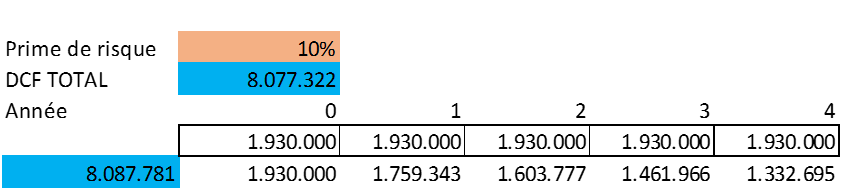 Prime de risque 10%
DCF TOTAL 8.077.322
Année 0 1 2 3 4
1.930.000 1.930.000 1.930.000 1.930.000 1.930.000
8.087.781 1.930.000 1.759.343 1.603.777 1.461.966 1.332.695